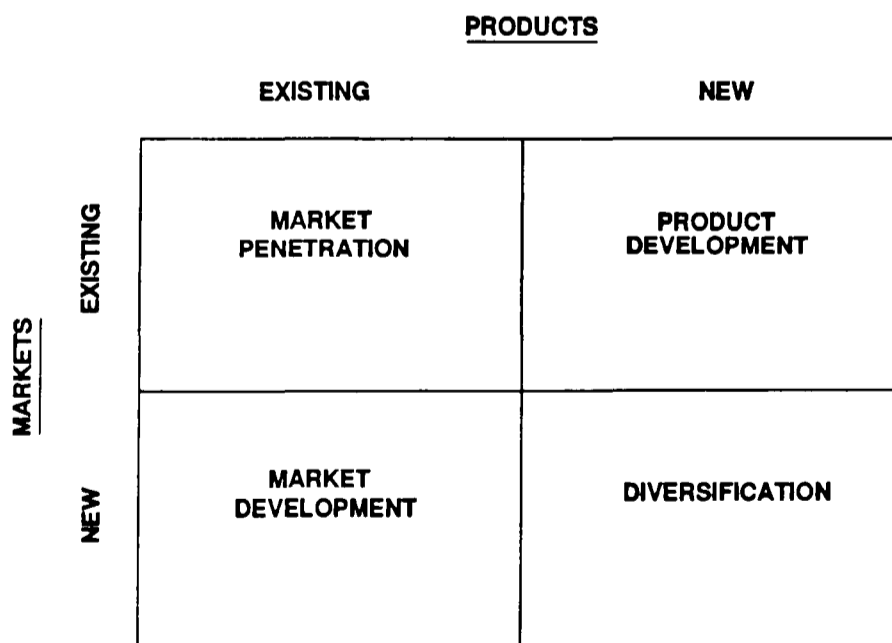 PRODUCTS
EXISTING
NEW
EXISTING
MARKET
PENETRATION
PRODUCT
DEVELOPMENT
MARKETS
NEW
MARKET
DEVELOPMENT
DIVERSIFICATION